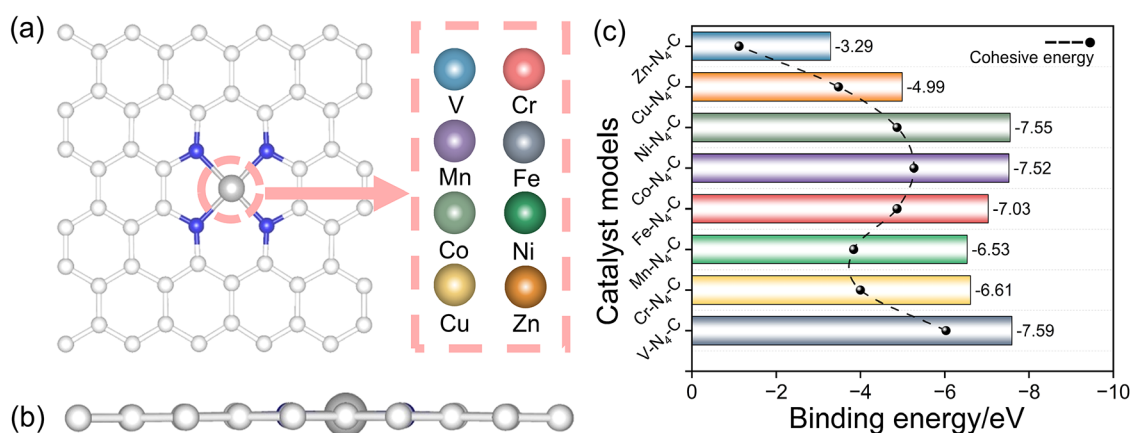 (a)
V Cr
Mn Fe
Co Ni
Cu Zn
(b)
(c)
Cohesive energy
Catalyst models
Zn-N₄-C -3.29
Cu-N₄-C -4.99
Ni-N₄-C -7.55
Co-N₄-C -7.52
Fe-N₄-C -7.03
Mn-N₄-C -6.53
Cr-N₄-C -6.61
V-N₄-C -7.59
0 −2 −4 −6 −8 −10
Binding energy/eV